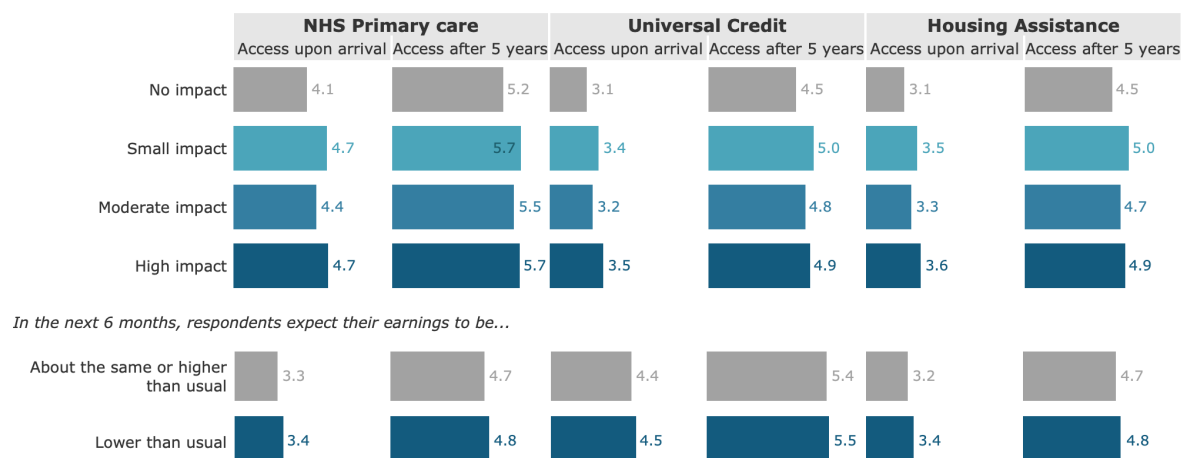 NHS Primary care Universal Credit Housing Assistance
Access upon arrival Access after 5 years Access upon arrival Access after 5 years Access upon arrival Access after 5 years
No impact 4.1 5.2 3.1 4.5 3.1 4.5
Small impact 4.7 5.7 3.4 5.0 3.5 5.0
Moderate impact 4.4 5.5 3.2 4.8 3.3 4.7
High impact 4.7 5.7 3.5 4.9 3.6 4.9
In the next 6 months, respondents expect their earnings to be...
About the same or higher
than usual 3.3 4.7 4.4 5.4 3.2 4.7
Lower than usual 3.4 4.8 4.5 5.5 3.4 4.8